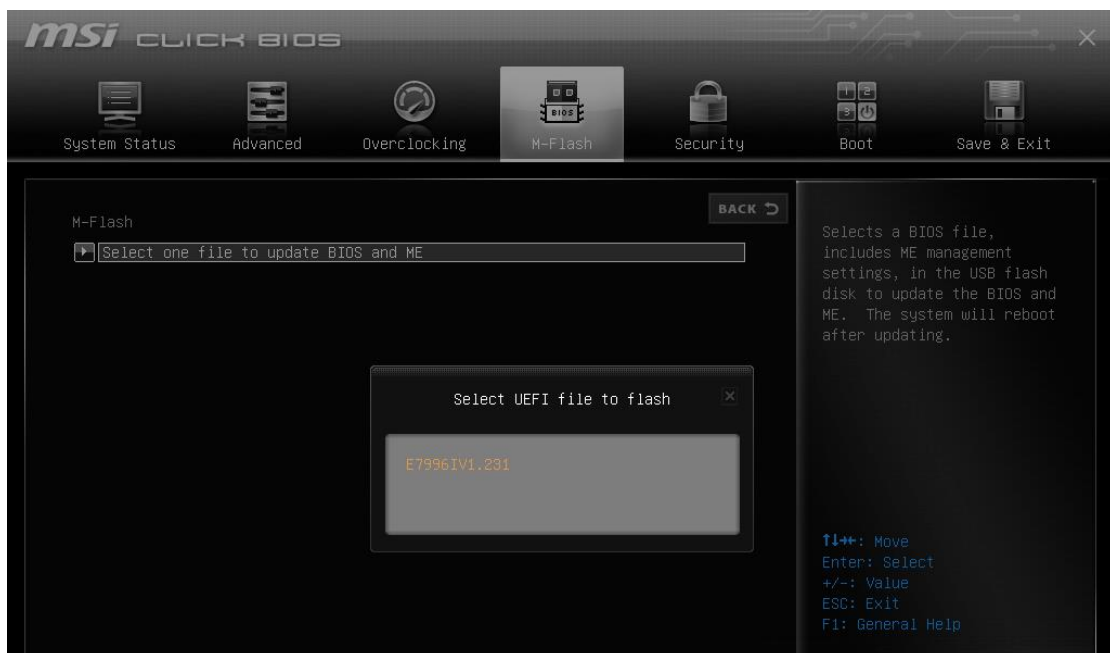 msi CLICK BIOS
System Status Advanced Overclocking M-Flash Security Boot Save & Exit
BIOS
1 2
3
M-Flash
BACK
Select one file to update BIOS and ME
Selects a BIOS file,
includes ME management
settings, in the USB flash
disk to update the BIOS and
ME. The system will reboot
after updating.
Select UEFI file to flash
E7996IV1.231
↑↓→←: Move
Enter: Select
+/-: Value
ESC: Exit
F1: General Help